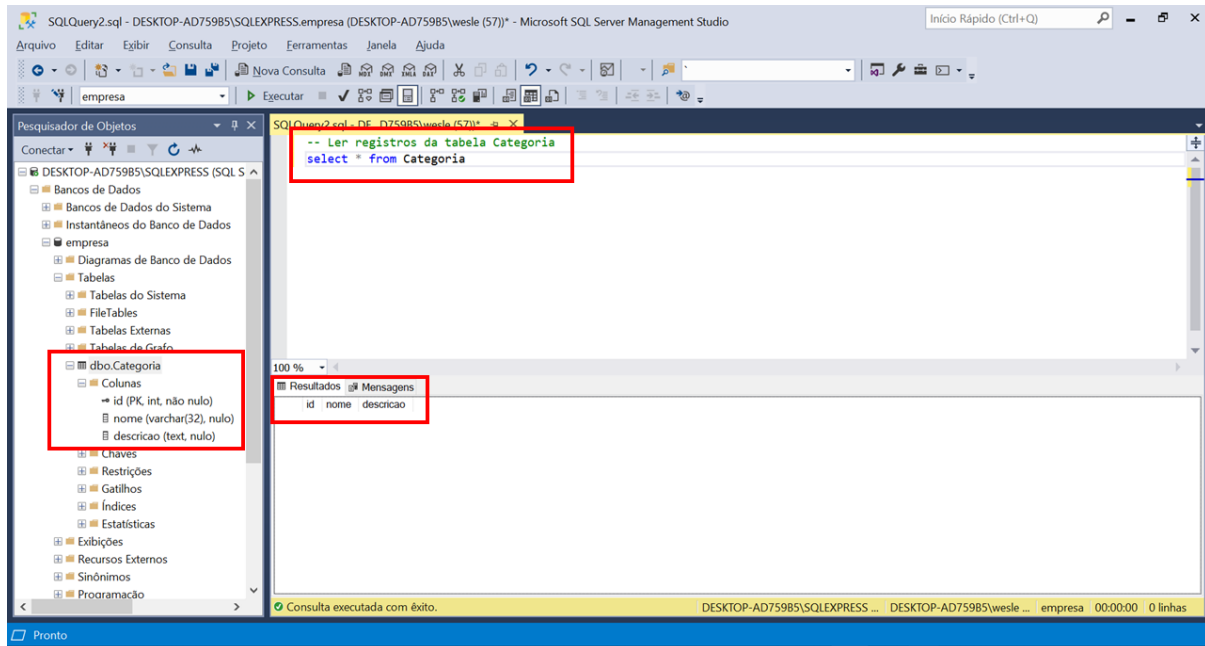 SQLQuery2.sql - DESKTOP-AD759B5\SQLEXPRESS.empresa (DESKTOP-AD759B5\wesle (57))* - Microsoft SQL Server Management Studio
Início Rápido (Ctrl+Q)
Arquivo Editar Exibir Consulta Projeto Ferramentas Janela Ajuda
Nova Consulta
empresa
Executar
Pesquisador de Objetos
Conectar
DESKTOP-AD759B5\SQLEXPRESS (SQL S
Bancos de Dados
Bancos de Dados do Sistema
Instantâneos do Banco de Dados
empresa
Diagramas de Banco de Dados
Tabelas
Tabelas do Sistema
FileTables
Tabelas Externas
Tabelas de Grafo
dbo.Categoria
Colunas
id (PK, int, não nulo)
nome (varchar(32), nulo)
descricao (text, nulo)
Chaves
Restrições
Gatilhos
Índices
Estatísticas
Exibições
Recursos Externos
Sinônimos
Programação
SQLQuery2.sql - DE...D759B5\wesle (57))*
-- Ler registros da tabela Categoria
select * from Categoria
100 %
Resultados Mensagens
id nome descricao
Consulta executada com êxito.
DESKTOP-AD759B5\SQLEXPRESS ... DESKTOP-AD759B5\wesle ... empresa 00:00:00 0 linhas
Pronto